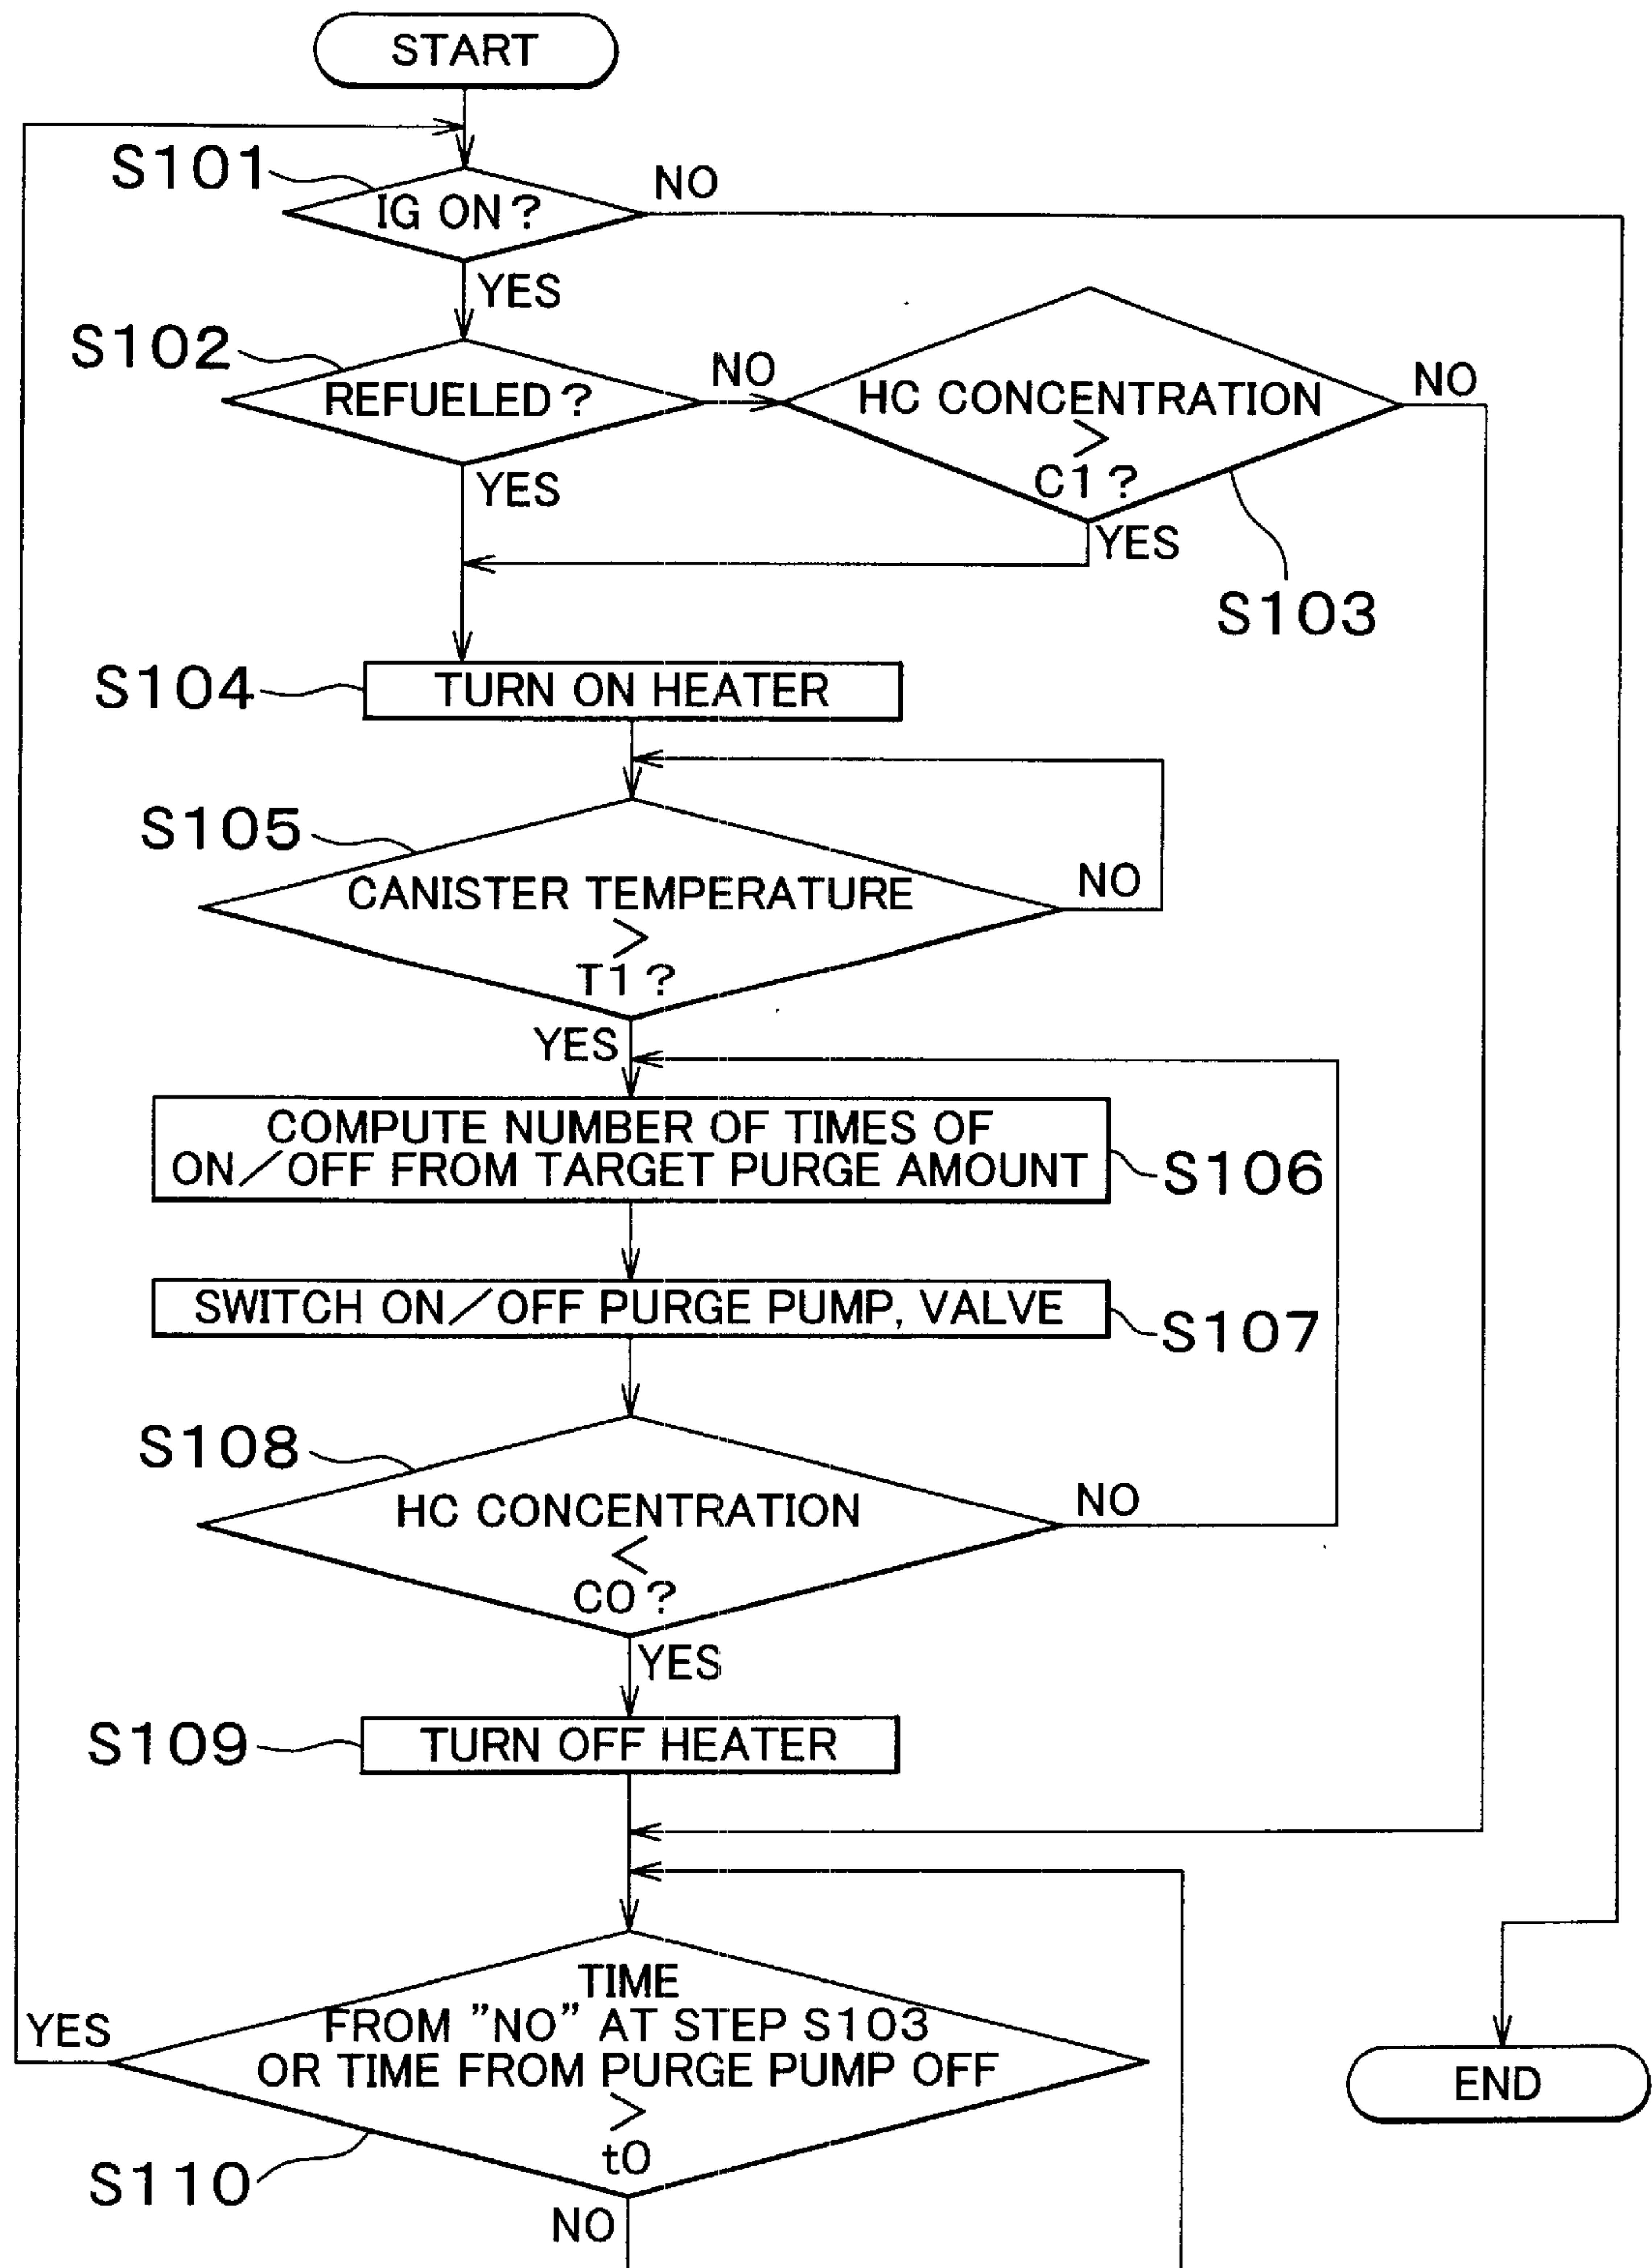 START
S101
IG ON?
NO
YES
S102
REFUELED?
NO
HC CONCENTRATION
>
C1?
NO
YES
YES
S103
S104
TURN ON HEATER
S105
CANISTER TEMPERATURE
>
T1?
NO
YES
COMPUTE NUMBER OF TIMES OF
ON/OFF FROM TARGET PURGE AMOUNT
S106
SWITCH ON/OFF PURGE PUMP, VALVE
S107
S108
HC CONCENTRATION
<
C0?
NO
YES
S109
TURN OFF HEATER
TIME
FROM "NO" AT STEP S103
OR TIME FROM PURGE PUMP OFF
>
t0
YES
S110
NO
END